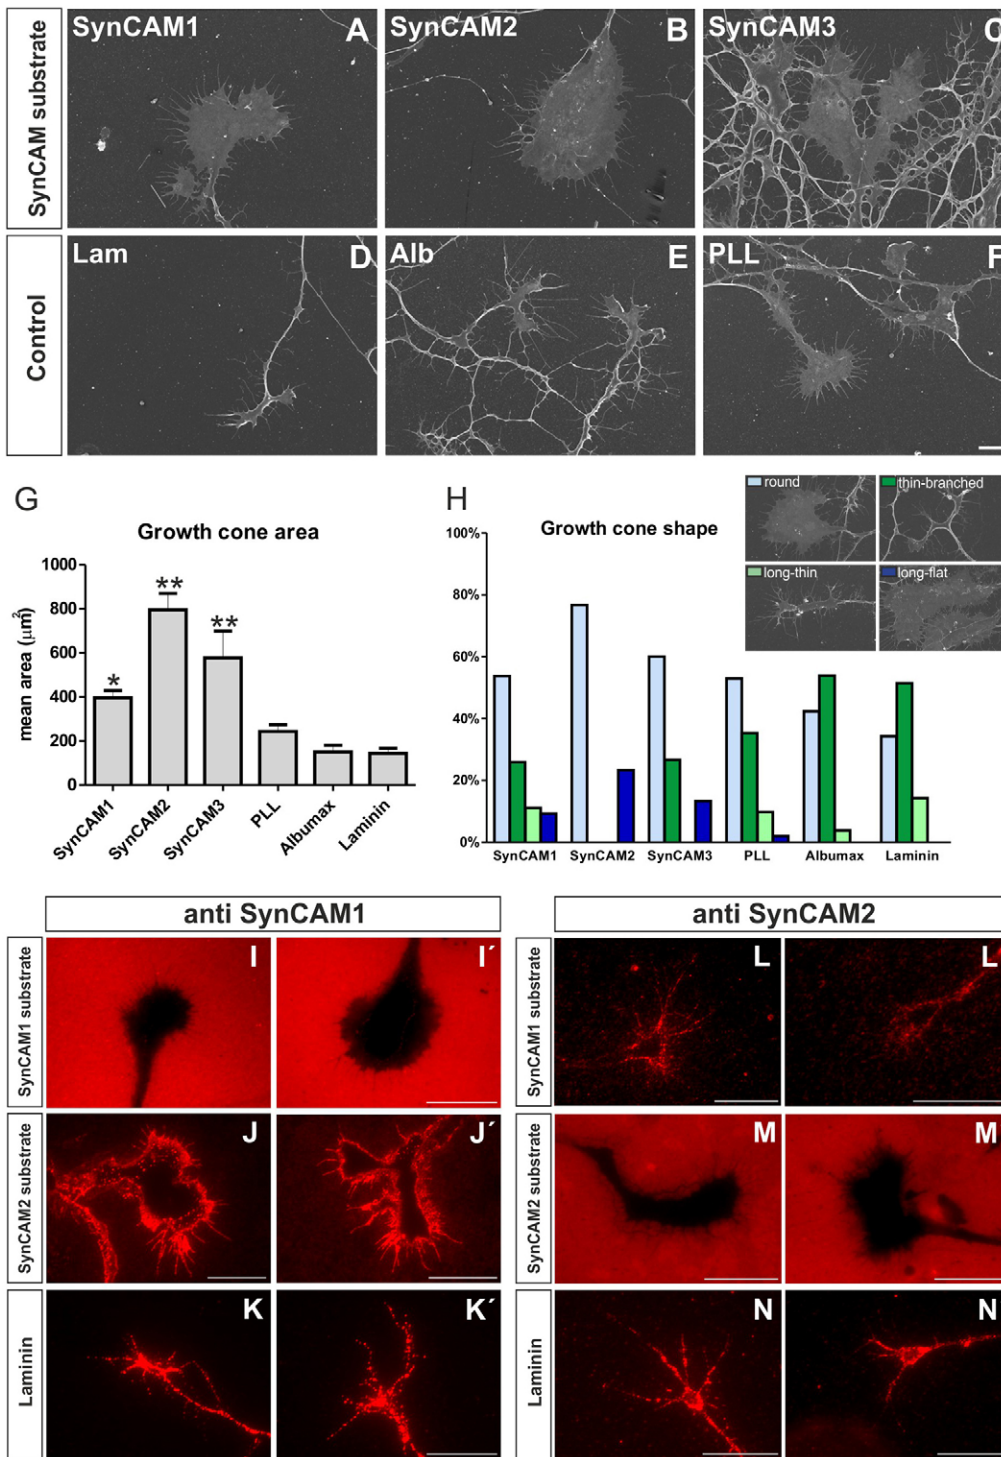 SynCAM substrate
SynCAM1 A
SynCAM2 B
SynCAM3 C
Control
Lam D
Alb E
PLL F
G
Growth cone area
mean area (μm²)
1000
800
600
400
200
0
*
**
**
SynCAM1
SynCAM2
SynCAM3
PLL
Albumax
Laminin
H
Growth cone shape
round
thin-branched
long-thin
long-flat
100%
80%
60%
40%
20%
0%
SynCAM1
SynCAM2
SynCAM3
PLL
Albumax
Laminin
anti SynCAM1
SynCAM1 substrate
I
I´
SynCAM2 substrate
J
J´
Laminin
K
K´
anti SynCAM2
SynCAM1 substrate
L
L
SynCAM2 substrate
M
M
Laminin
N
N